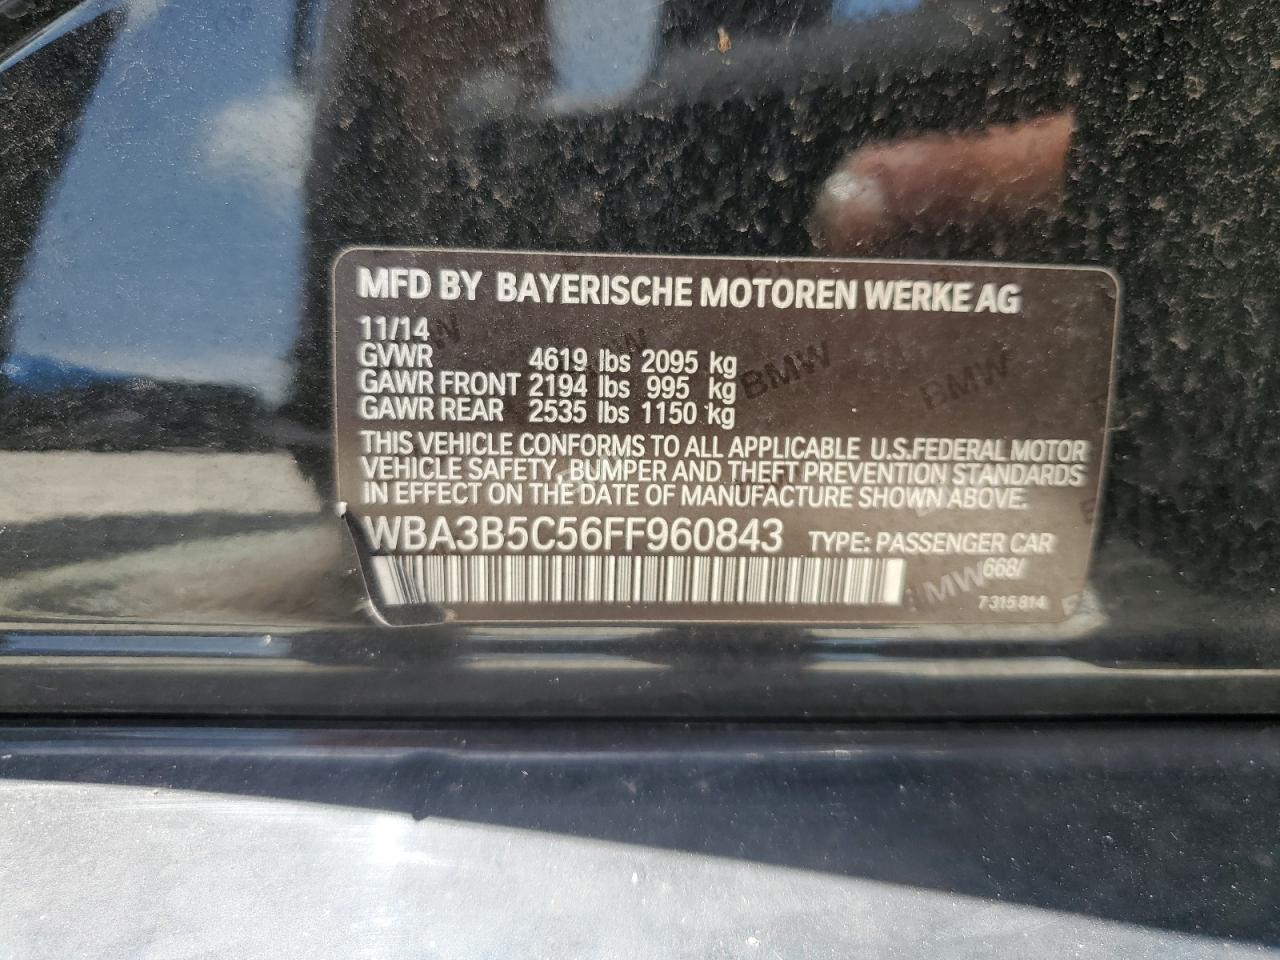 MFD BY BAYERISCHE MOTOREN WERKE AG
11/14
GVWR 4619 lbs 2095 kg
GAWR FRONT 2194 lbs 995 kg
GAWR REAR 2535 lbs 1150 kg
THIS VEHICLE CONFORMS TO ALL APPLICABLE U.S.FEDERAL MOTOR
VEHICLE SAFETY, BUMPER AND THEFT PREVENTION STANDARDS
IN EFFECT ON THE DATE OF MANUFACTURE SHOWN ABOVE.
WBA3B5C56FF960843 TYPE: PASSENGER CAR
668/
7 315 814
BMW
BMW
BMW